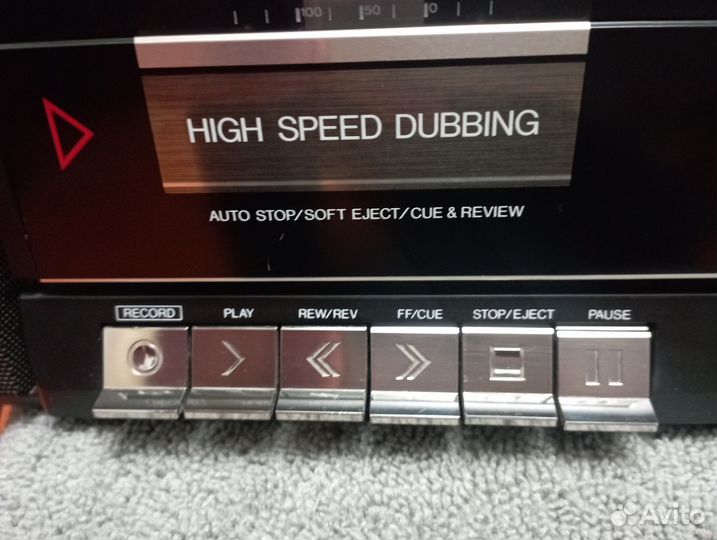 100 50 0
HIGH SPEED DUBBING
AUTO STOP/SOFT EJECT/CUE & REVIEW
RECORD PLAY REW/REV FF/CUE STOP/EJECT PAUSE
Avito